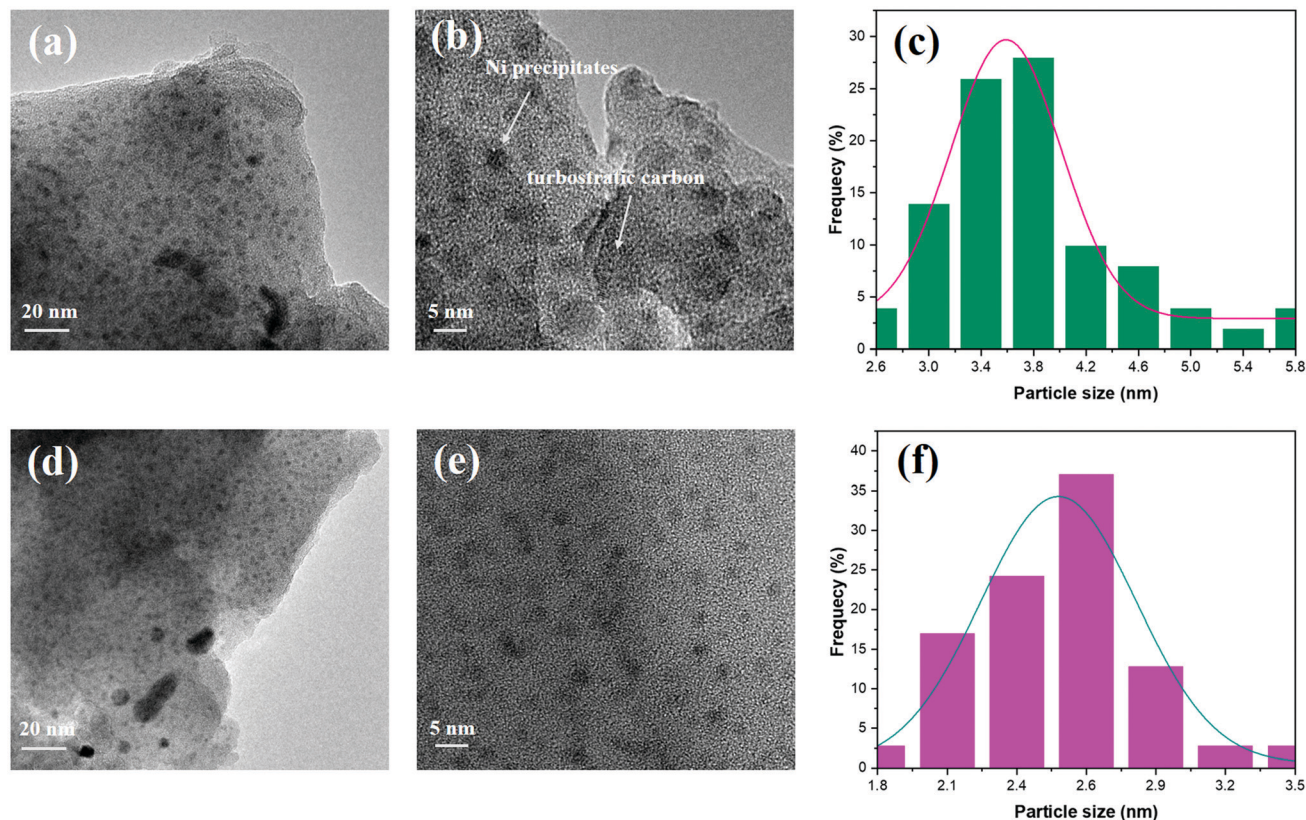 (a)
20 nm
(b)
Ni precipitates
turbostratic carbon
5 nm
(c)
Frequecy (%)
30
25
20
15
10
5
0
2.6 3.0 3.4 3.8 4.2 4.6 5.0 5.4 5.8
Particle size (nm)
(d)
20 nm
(e)
5 nm
(f)
Frequecy (%)
40
35
30
25
20
15
10
5
0
1.8 2.1 2.4 2.6 2.9 3.2 3.5
Particle size (nm)